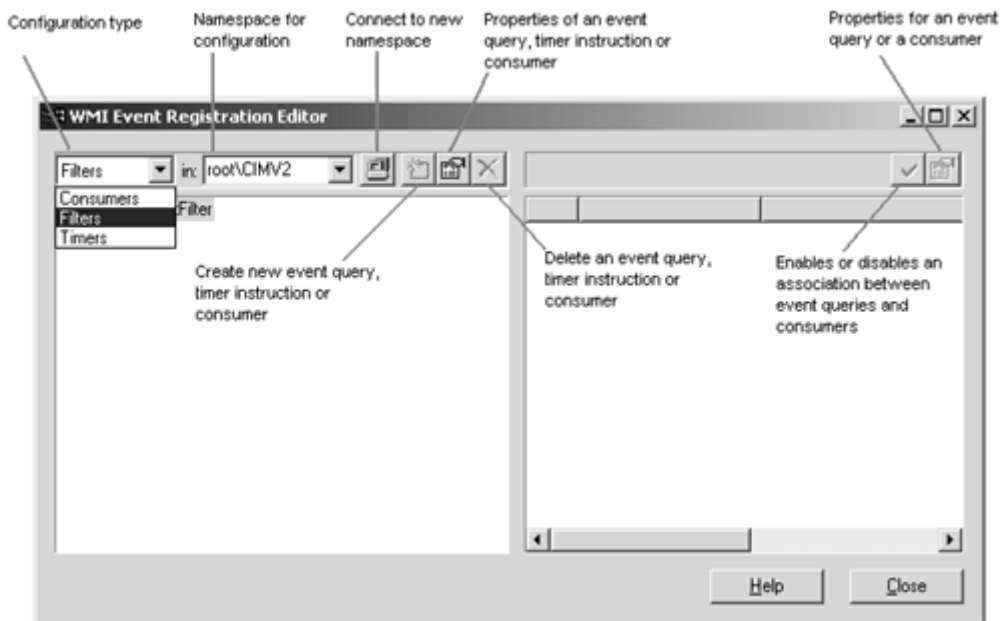 Configuration type
Namespace for
configuration
Connect to new
namespace
Properties of an event
query, timer instruction or
consumer
Properties for an event
query or a consumer
WMI Event Registration Editor
Filters
in:
root\CIMV2
Consumers
Filters
Timers
Filter
Create new event query,
timer instruction or
consumer
Delete an event query,
timer instruction or
consumer
Enables or disables an
association between
event queries and
consumers
Help
Close